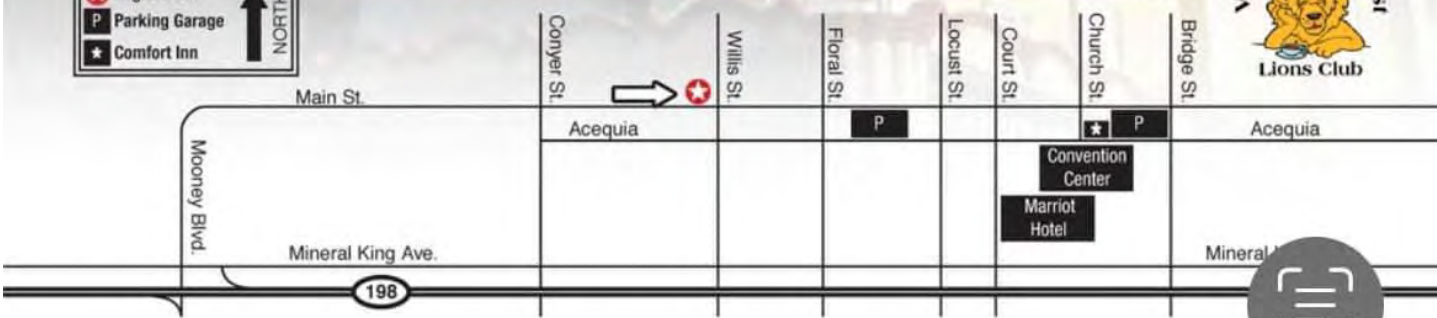 P Parking Garage
Comfort Inn
NORTH
Conyer St.
Willis St.
Floral St.
Locust St.
Court St.
Church St.
Bridge St.
Lions Club
Main St.
Acequia
P
P
Acequia
Mooney Blvd.
Convention
Center
Marriot
Hotel
Mineral King Ave.
Mineral
198